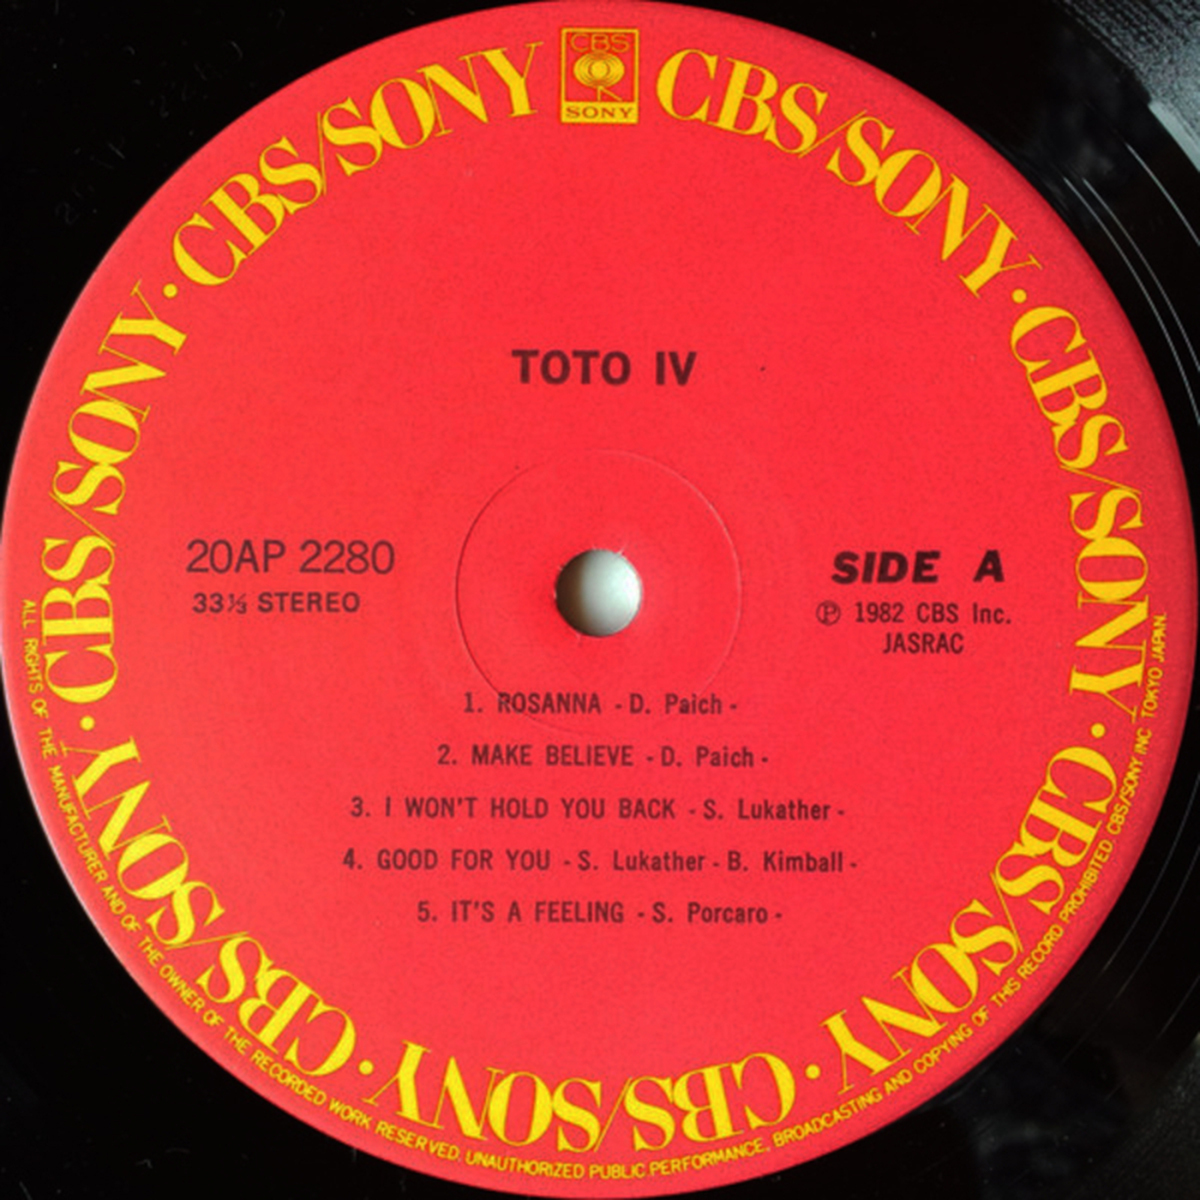 CBS
SONY
CBS/SONY · CBS/SONY · CBS/SONY · CBS/SONY · CBS/SONY · CBS/SONY · CBS/SONY · CBS/SONY
TOTO IV
20AP 2280
33⅓ STEREO
SIDE A
℗ 1982 CBS Inc.
JASRAC
1. ROSANNA - D. Paich -
2. MAKE BELIEVE - D. Paich -
3. I WON'T HOLD YOU BACK - S. Lukather -
4. GOOD FOR YOU - S. Lukather - B. Kimball -
5. IT'S A FEELING - S. Porcaro -
ALL RIGHTS OF THE MANUFACTURER AND OF THE OWNER OF THE RECORDED WORK RESERVED. UNAUTHORIZED PUBLIC PERFORMANCE, BROADCASTING AND COPYING OF THIS RECORD PROHIBITED CBS/SONY INC TOKYO JAPAN.